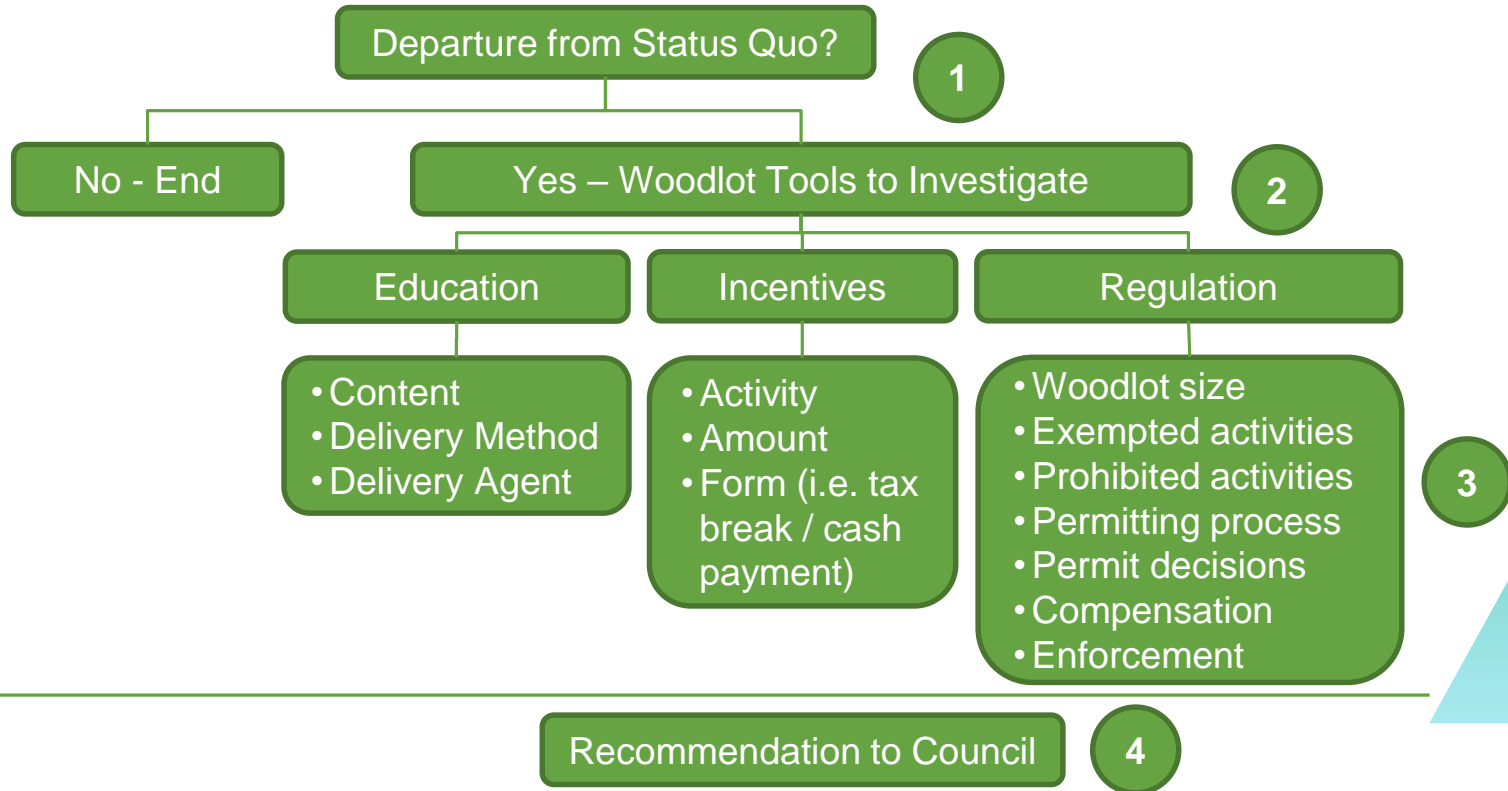 Departure from Status Quo?
1
No - End
Yes – Woodlot Tools to Investigate
2
Education
Incentives
Regulation
• Content
• Delivery Method
• Delivery Agent
• Activity
• Amount
• Form (i.e. tax
break / cash
payment)
• Woodlot size
• Exempted activities
• Prohibited activities
• Permitting process
• Permit decisions
• Compensation
• Enforcement
3
Recommendation to Council
4